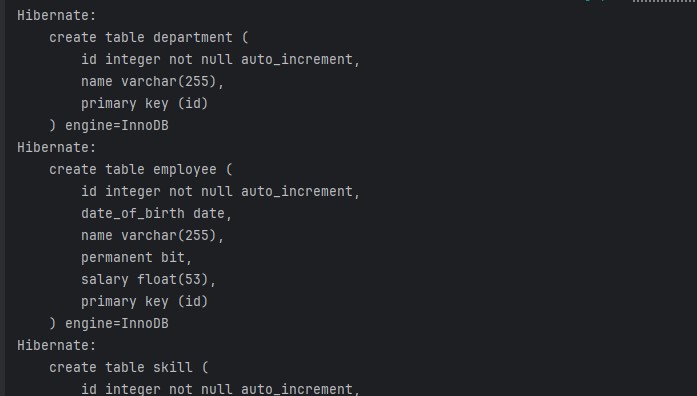 Hibernate:
    create table department (
        id integer not null auto_increment,
        name varchar(255),
        primary key (id)
    ) engine=InnoDB
Hibernate:
    create table employee (
        id integer not null auto_increment,
        date_of_birth date,
        name varchar(255),
        permanent bit,
        salary float(53),
        primary key (id)
    ) engine=InnoDB
Hibernate:
    create table skill (
        id integer not null auto_increment,